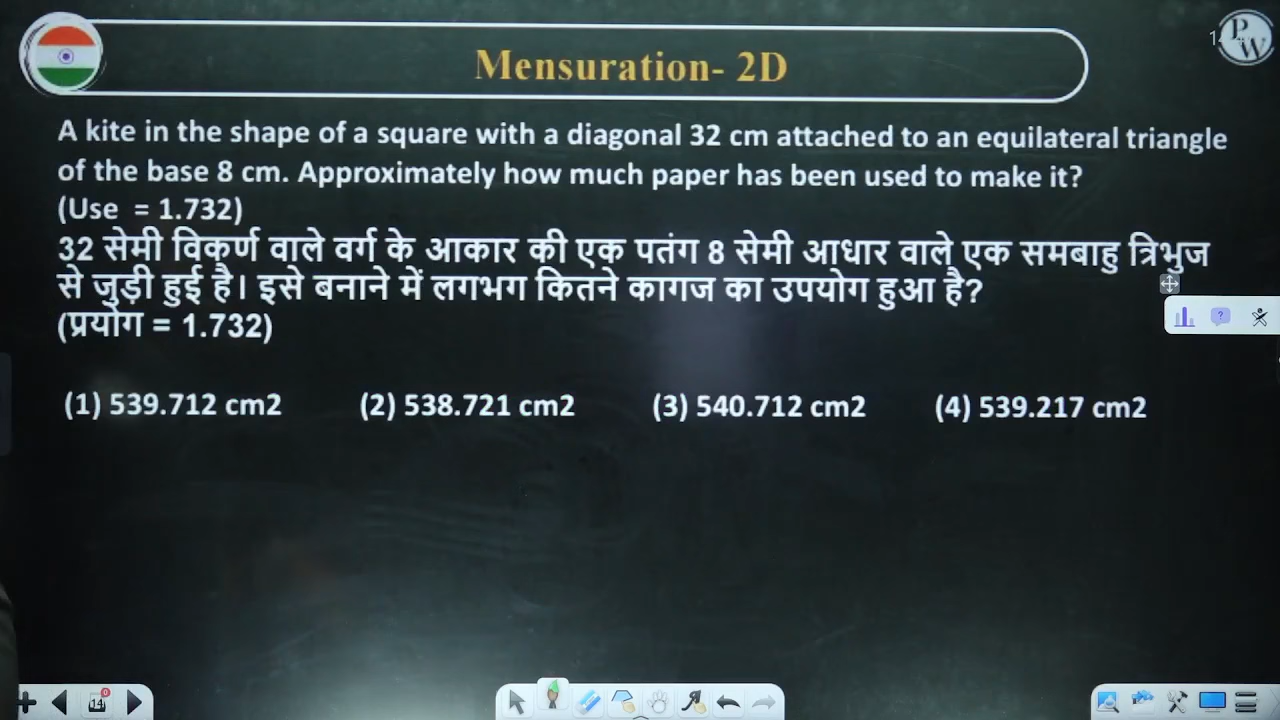 Mensuration- 2D
PW
A kite in the shape of a square with a diagonal 32 cm attached to an equilateral triangle
of the base 8 cm. Approximately how much paper has been used to make it?
(Use = 1.732)
32 सेमी विकर्ण वाले वर्ग के आकार की एक पतंग 8 सेमी आधार वाले एक समबाहु त्रिभुज
से जुड़ी हुई है। इसे बनाने में लगभग कितने कागज का उपयोग हुआ है?
(प्रयोग = 1.732)
(1) 539.712 cm2 (2) 538.721 cm2 (3) 540.712 cm2 (4) 539.217 cm2
14 0